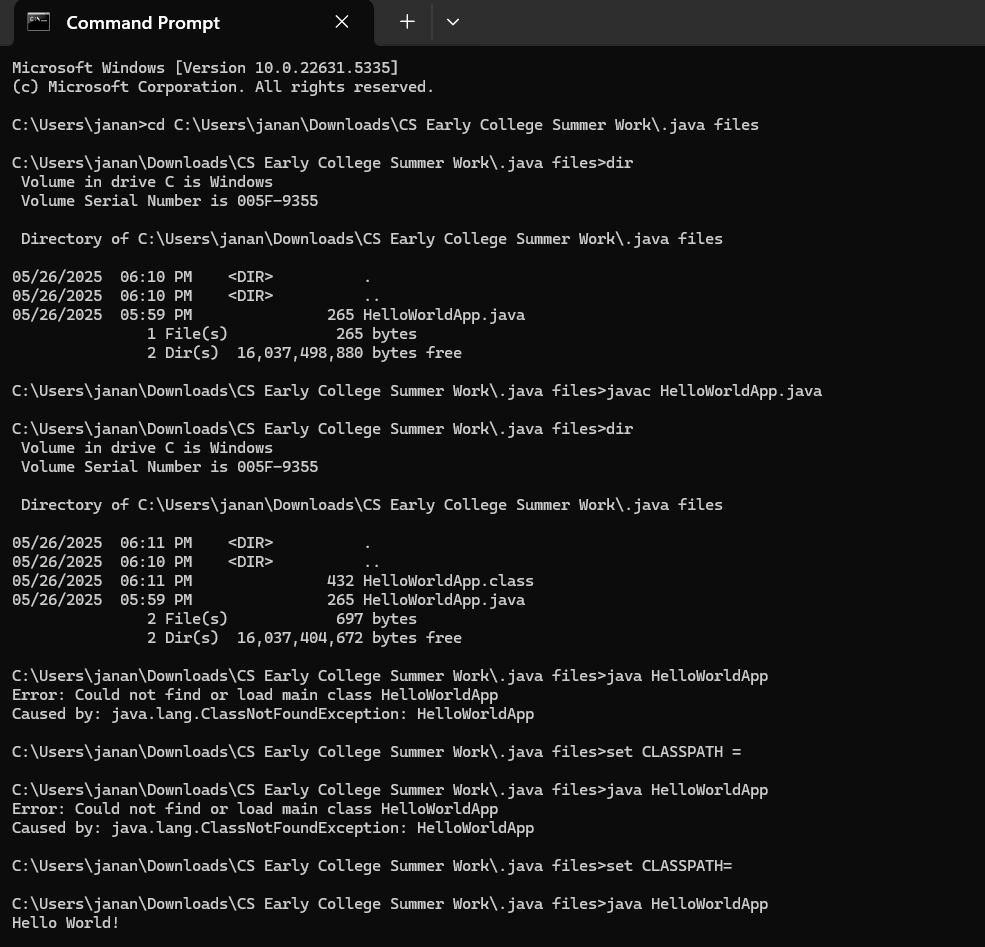 Command Prompt
Microsoft Windows [Version 10.0.22631.5335]
(c) Microsoft Corporation. All rights reserved.
C:\Users\janan>cd C:\Users\janan\Downloads\CS Early College Summer Work\.java files
C:\Users\janan\Downloads\CS Early College Summer Work\.java files>dir
 Volume in drive C is Windows
 Volume Serial Number is 005F-9355
 Directory of C:\Users\janan\Downloads\CS Early College Summer Work\.java files
05/26/2025  06:10 PM    <DIR>          .
05/26/2025  06:10 PM    <DIR>          ..
05/26/2025  05:59 PM               265 HelloWorldApp.java
               1 File(s)            265 bytes
               2 Dir(s)  16,037,498,880 bytes free
C:\Users\janan\Downloads\CS Early College Summer Work\.java files>javac HelloWorldApp.java
C:\Users\janan\Downloads\CS Early College Summer Work\.java files>dir
 Volume in drive C is Windows
 Volume Serial Number is 005F-9355
 Directory of C:\Users\janan\Downloads\CS Early College Summer Work\.java files
05/26/2025  06:11 PM    <DIR>          .
05/26/2025  06:10 PM    <DIR>          ..
05/26/2025  06:11 PM               432 HelloWorldApp.class
05/26/2025  05:59 PM               265 HelloWorldApp.java
               2 File(s)            697 bytes
               2 Dir(s)  16,037,404,672 bytes free
C:\Users\janan\Downloads\CS Early College Summer Work\.java files>java HelloWorldApp
Error: Could not find or load main class HelloWorldApp
Caused by: java.lang.ClassNotFoundException: HelloWorldApp
C:\Users\janan\Downloads\CS Early College Summer Work\.java files>set CLASSPATH =
C:\Users\janan\Downloads\CS Early College Summer Work\.java files>java HelloWorldApp
Error: Could not find or load main class HelloWorldApp
Caused by: java.lang.ClassNotFoundException: HelloWorldApp
C:\Users\janan\Downloads\CS Early College Summer Work\.java files>set CLASSPATH=
C:\Users\janan\Downloads\CS Early College Summer Work\.java files>java HelloWorldApp
Hello World!